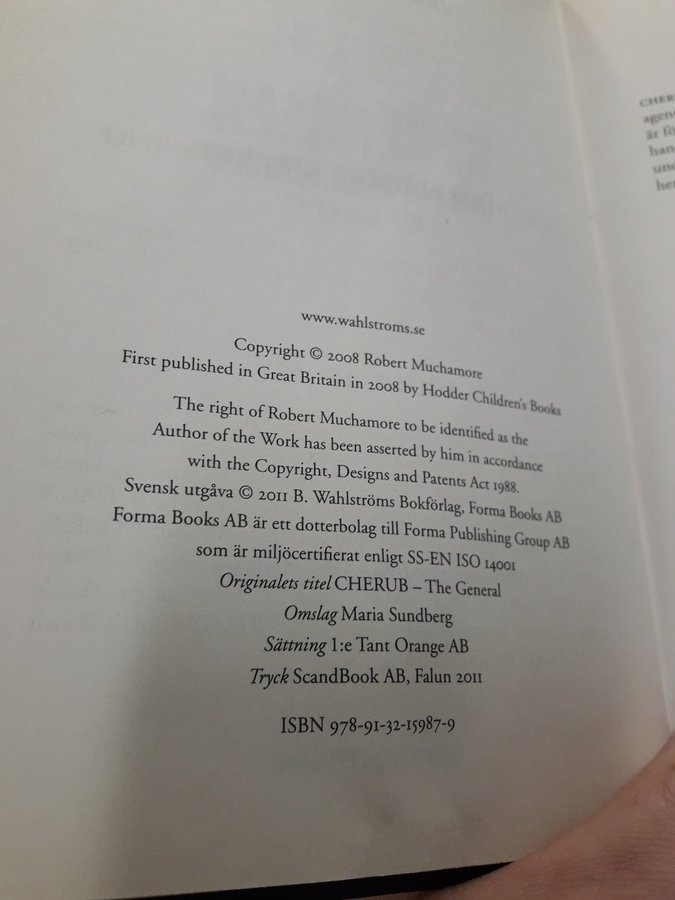 www.wahlstroms.se
Copyright © 2008 Robert Muchamore
First published in Great Britain in 2008 by Hodder Children's Books
The right of Robert Muchamore to be identified as the
Author of the Work has been asserted by him in accordance
with the Copyright, Designs and Patents Act 1988.
Svensk utgåva © 2011 B. Wahlströms Bokförlag, Forma Books AB
Forma Books AB är ett dotterbolag till Forma Publishing Group AB
som är miljöcertifierat enligt SS-EN ISO 14001
Originalets titel CHERUB – The General
Omslag Maria Sundberg
Sättning 1:e Tant Orange AB
Tryck ScandBook AB, Falun 2011
ISBN 978-91-32-15987-9
är